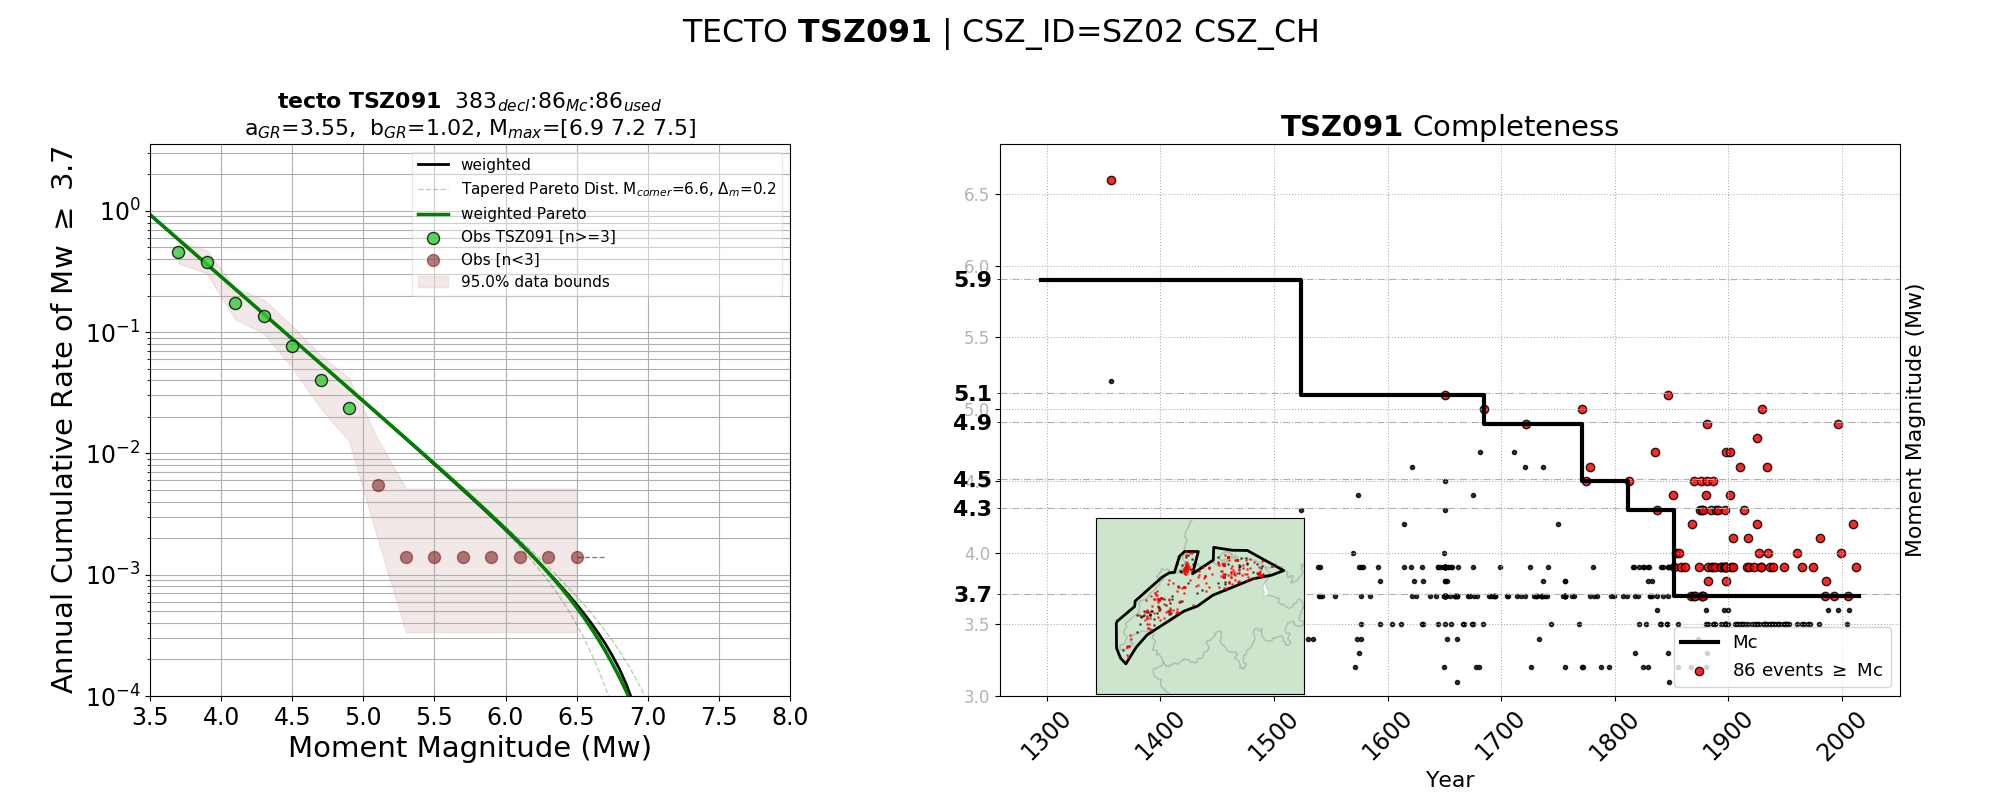 TECTO TSZ091 | CSZ_ID=SZ02 CSZ_CH
tecto TSZ091 383decl:86Mc:86used
aGR=3.55, bGR=1.02, Mmax=[6.9 7.2 7.5]
Annual Cumulative Rate of Mw ≥ 3.7
10^0
10^−1
10^−2
10^−3
10^−4
weighted
Tapered Pareto Dist. Mcorner=6.6, Δm=0.2
weighted Pareto
Obs TSZ091 [n>=3]
Obs [n<3]
95.0% data bounds
3.5 4.0 4.5 5.0 5.5 6.0 6.5 7.0 7.5 8.0
Moment Magnitude (Mw)
TSZ091 Completeness
6.5
6.0
5.9
5.5
5.1
5.0
4.9
4.5
4.3
4.0
3.7
3.5
3.0
Mc
86 events ≥ Mc
1300 1400 1500 1600 1700 1800 1900 2000
Year
Moment Magnitude (Mw)